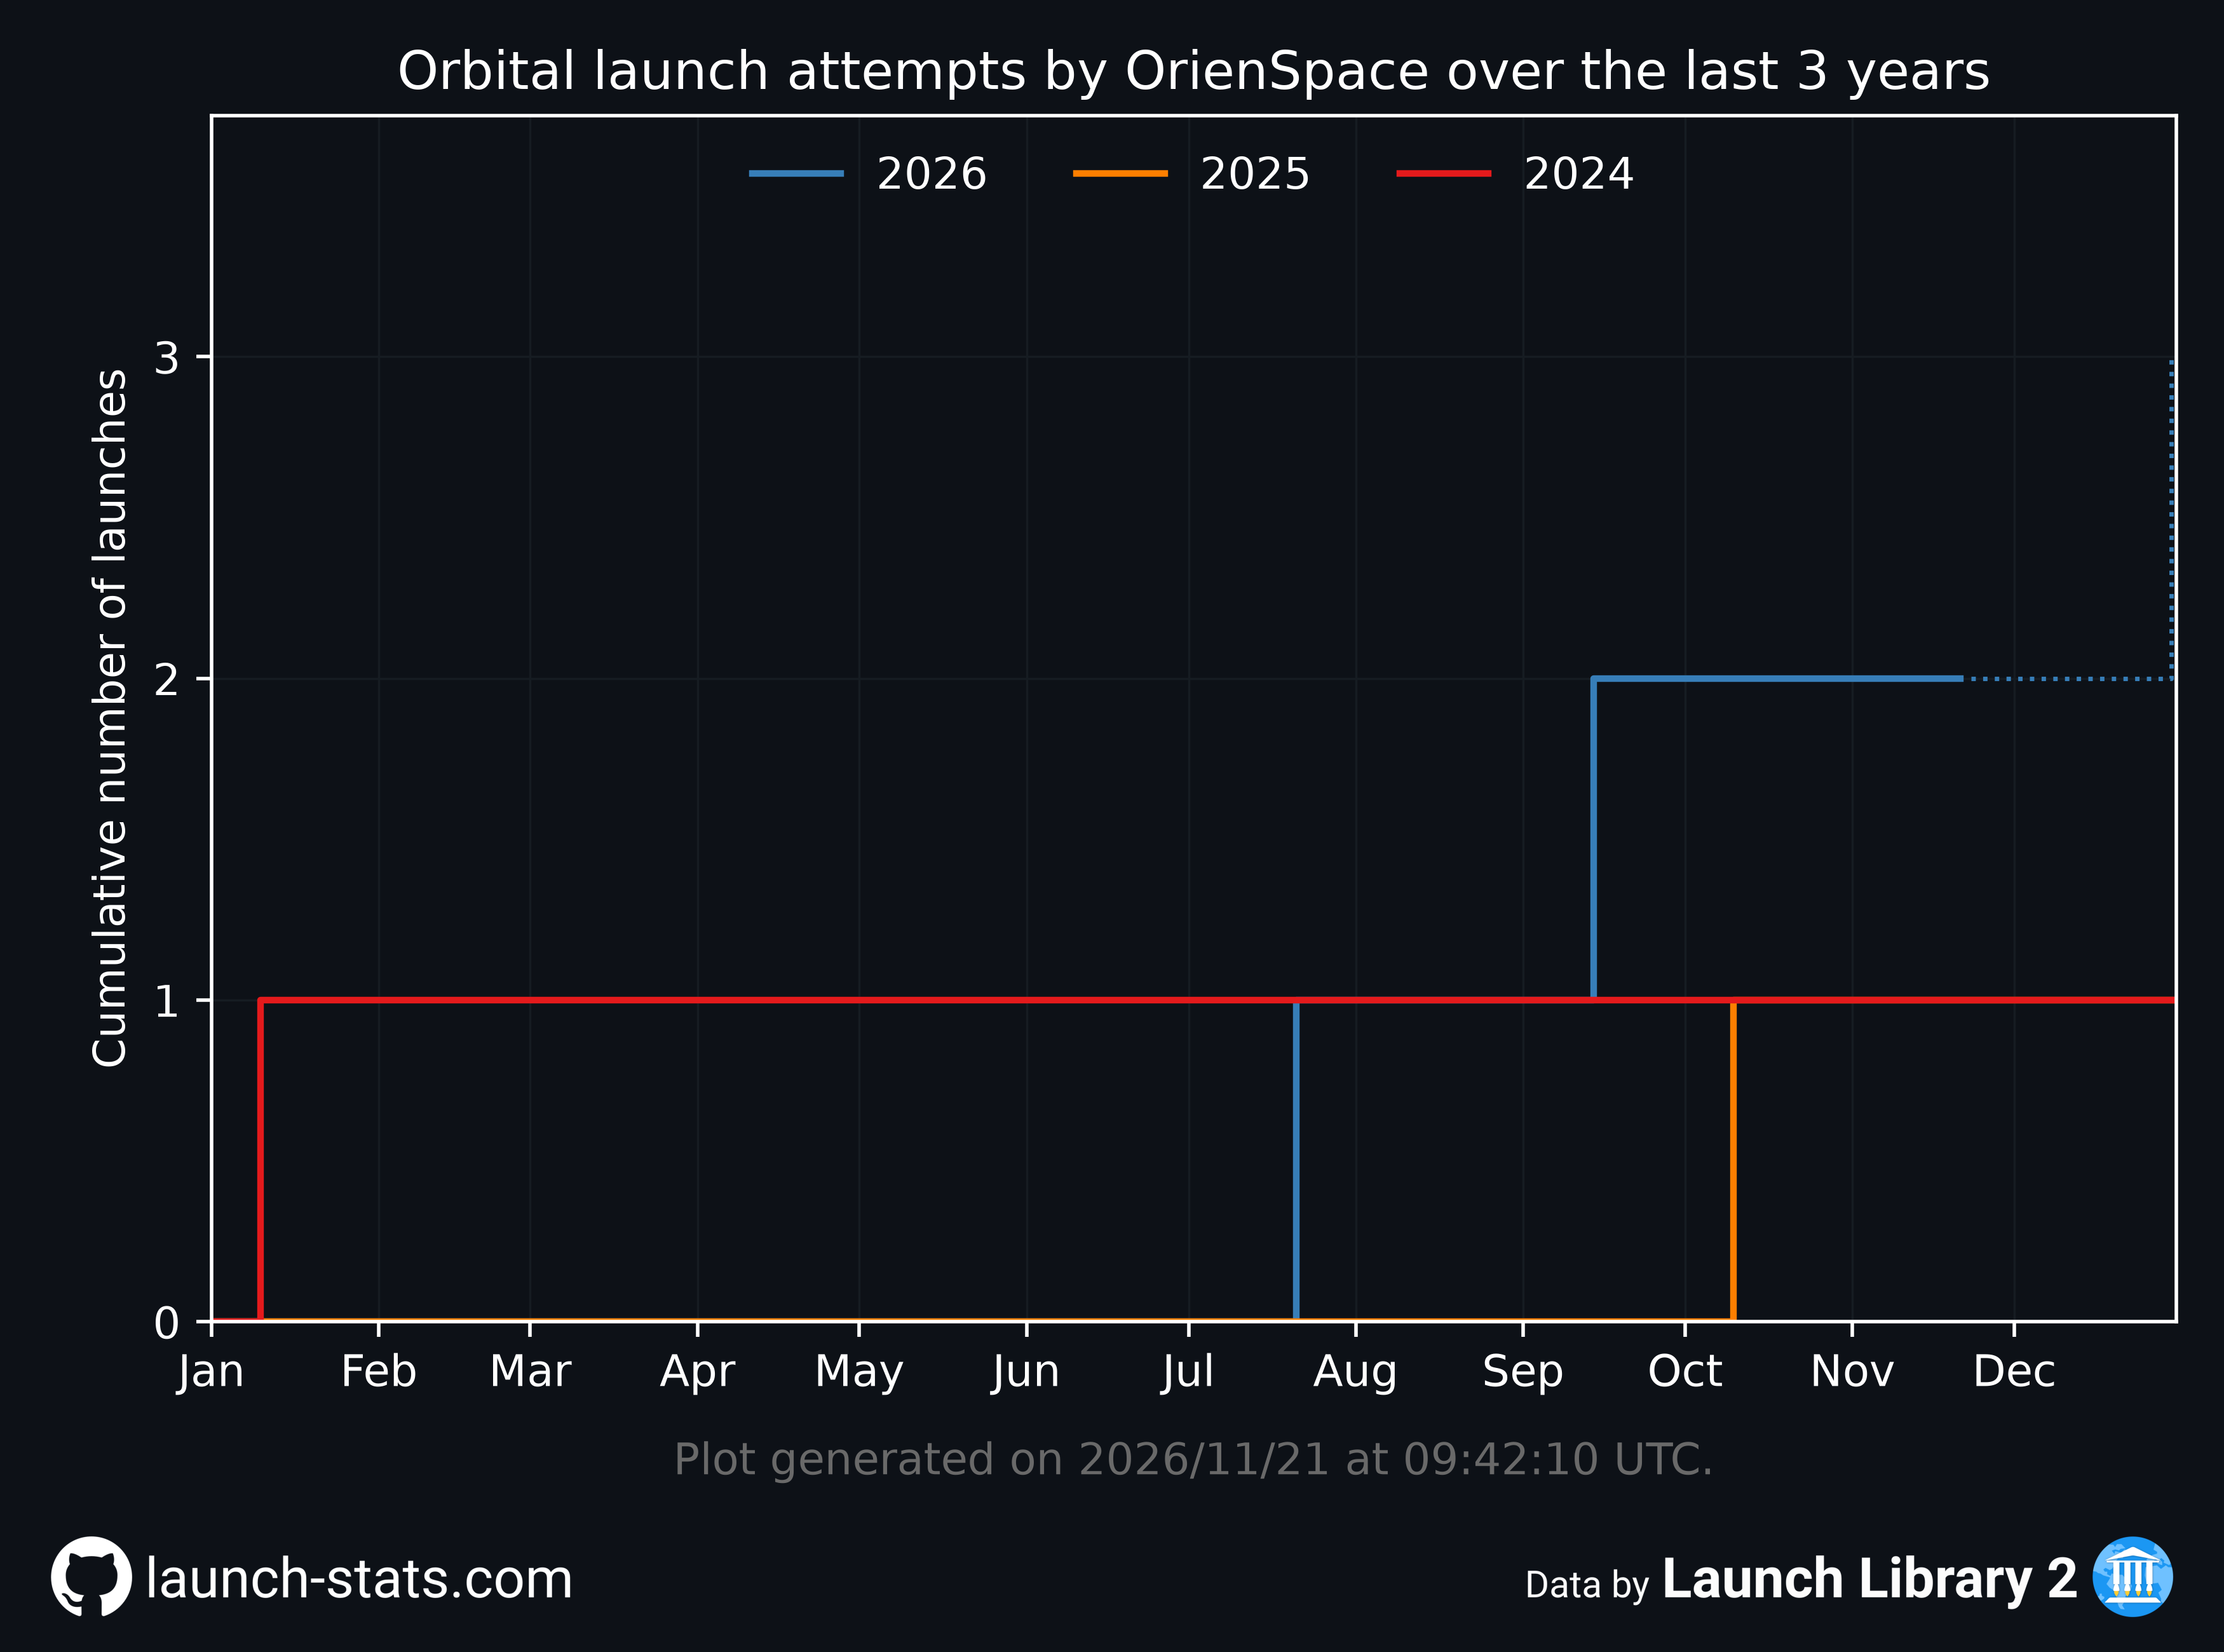 Orbital launch attempts by OrienSpace over the last 3 years
2026 2025 2024
Cumulative number of launches
3
2
1
0
Jan Feb Mar Apr May Jun Jul Aug Sep Oct Nov Dec
Plot generated on 2026/11/21 at 09:42:10 UTC.
launch-stats.com
Data by Launch Library 2